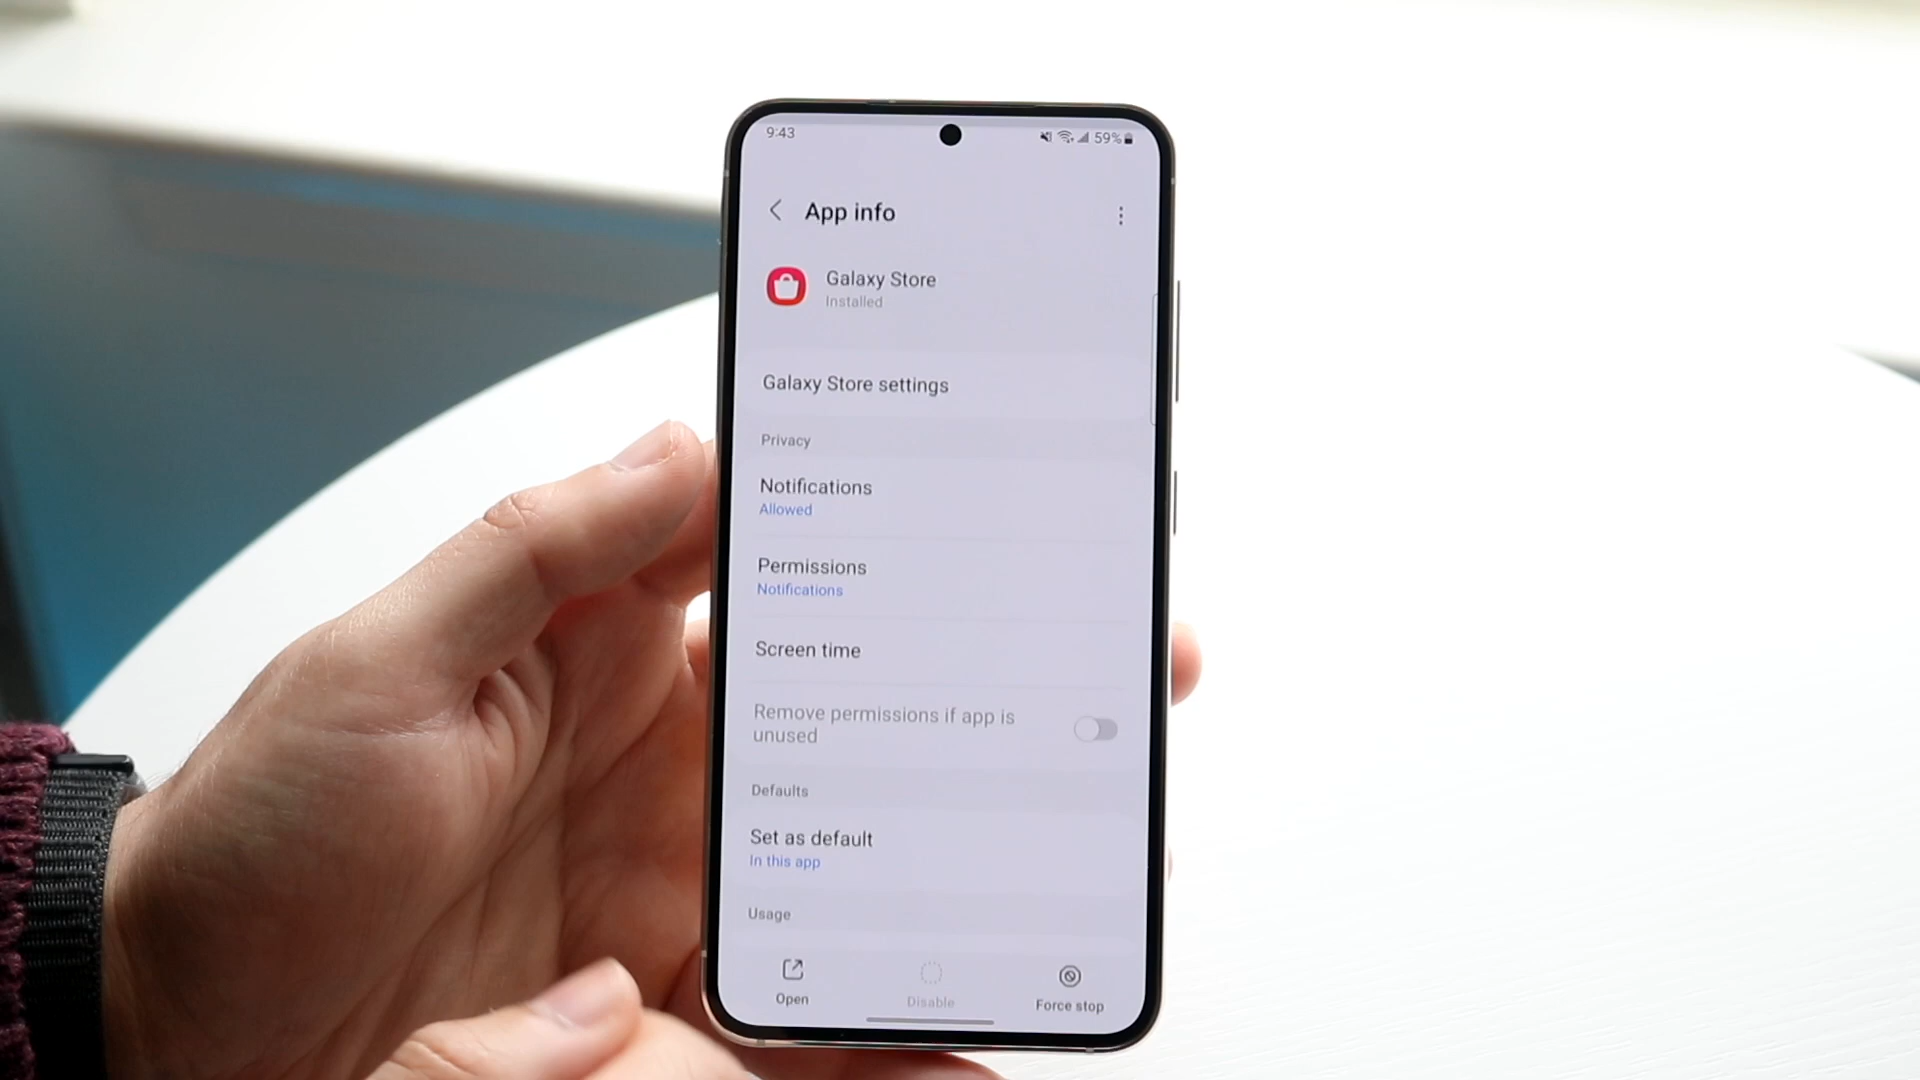 9:43
59%
App info
Galaxy Store
Installed
Galaxy Store settings
Privacy
Notifications
Allowed
Permissions
Notifications
Screen time
Remove permissions if app is
unused
Defaults
Set as default
In this app
Usage
Open
Disable
Force stop